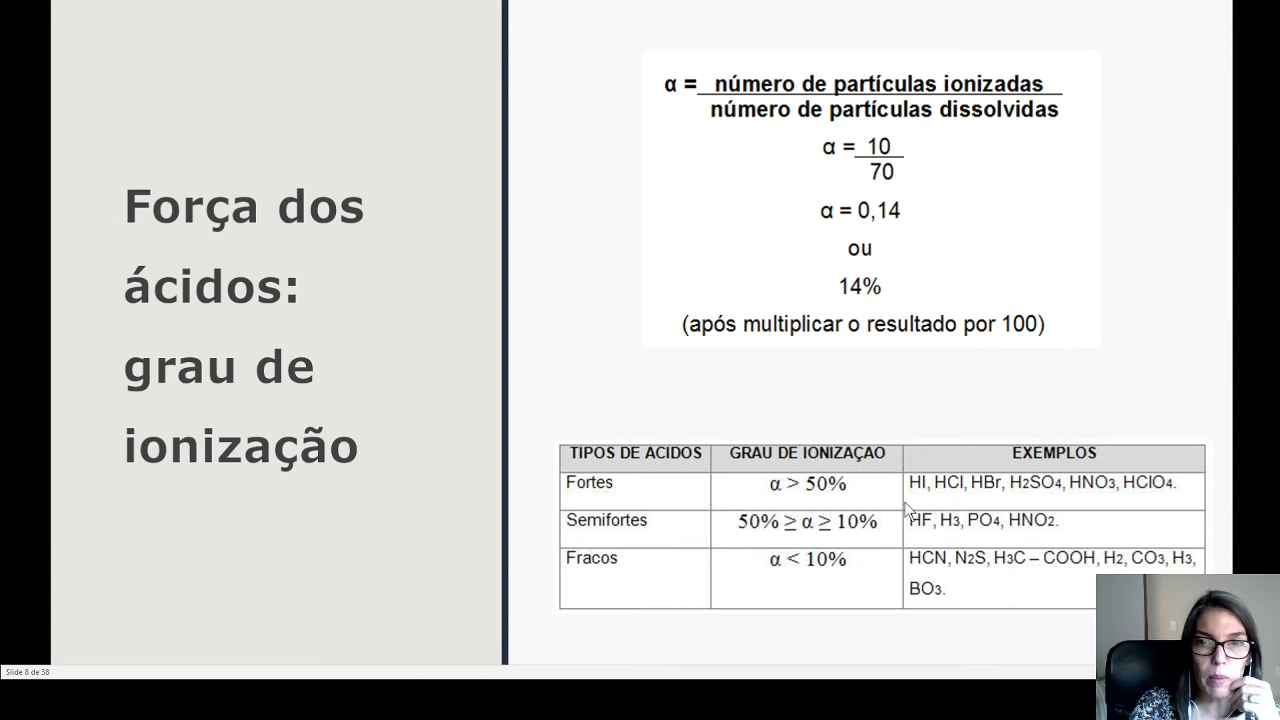 Força dos
ácidos:
grau de
ionização
α = número de partículas ionizadas
número de partículas dissolvidas
α = 10
70
α = 0,14
ou
14%
(após multiplicar o resultado por 100)
TIPOS DE ACIDOS GRAU DE IONIZAÇAO EXEMPLOS
Fortes α > 50% HI, HCl, HBr, H2SO4, HNO3, HClO4.
Semifortes 50% ≥ α ≥ 10% HF, H3, PO4, HNO2.
Fracos α < 10% HCN, N2S, H3C – COOH, H2, CO3, H3,
BO3.
Slide 8 de 38